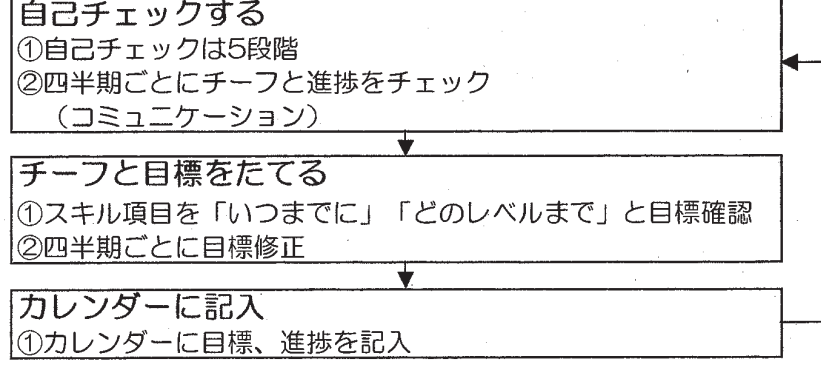 自己チェックする
①自己チェックは5段階
②四半期ごとにチーフと進捗をチェック
（コミュニケーション）
チーフと目標をたてる
①スキル項目を「いつまでに」「どのレベルまで」と目標確認
②四半期ごとに目標修正
カレンダーに記入
①カレンダーに目標、進捗を記入